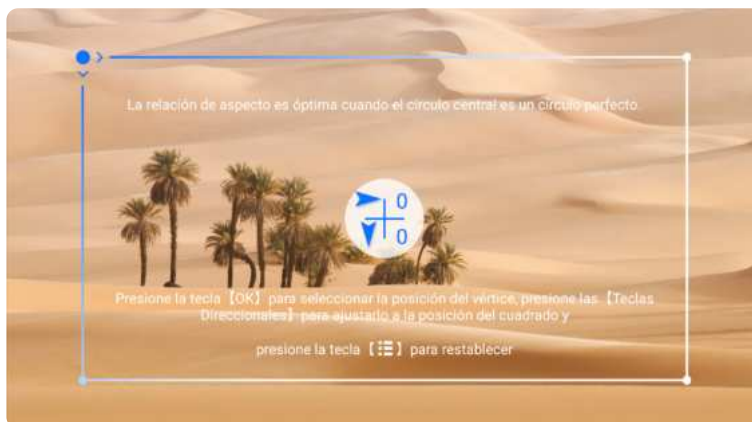 La relación de aspecto es óptima cuando el círculo central es un círculo perfecto.
0
0
Presione la tecla【OK】para seleccionar la posición del vértice, presione las【Teclas
Direccionales】para ajustarlo a la posición del cuadrado y
presione la tecla【 】para restablecer